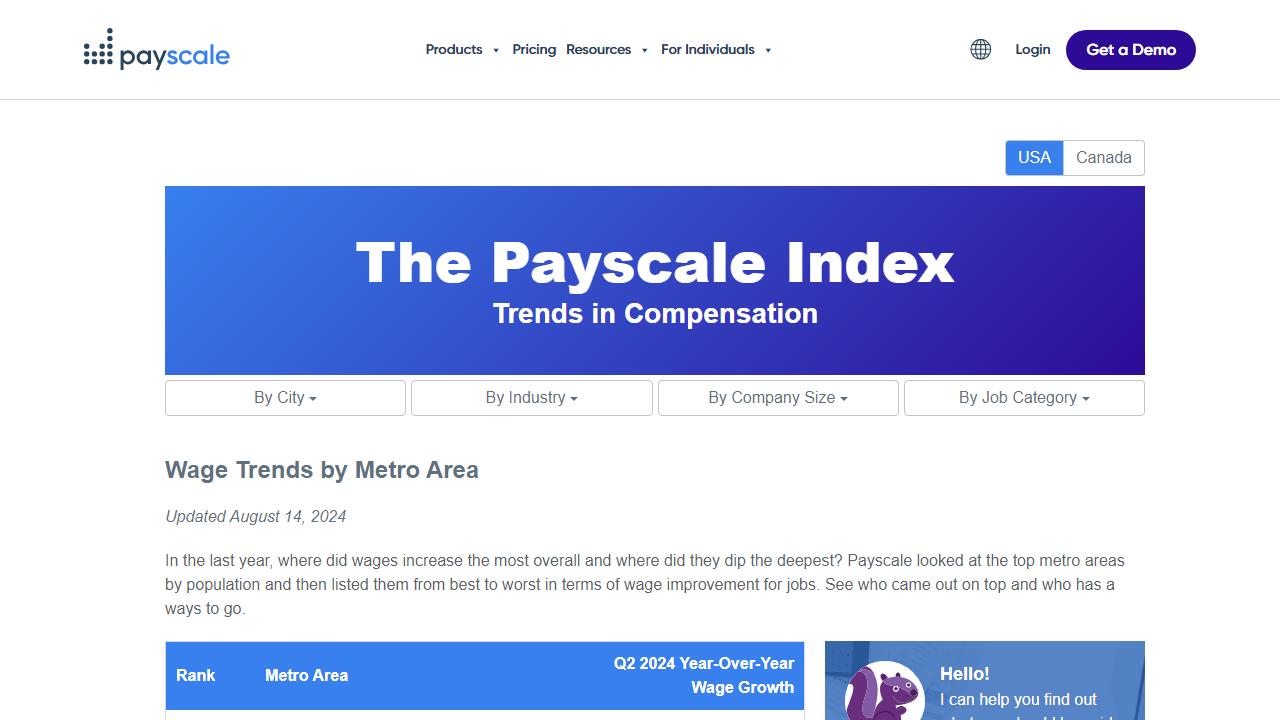 payscale
Products
Pricing
Resources
For Individuals
Login
Get a Demo
USA
Canada
The Payscale Index
Trends in Compensation
By City
By Industry
By Company Size
By Job Category
Wage Trends by Metro Area
Updated August 14, 2024
In the last year, where did wages increase the most overall and where did they dip the deepest? Payscale looked at the top metro areas
by population and then listed them from best to worst in terms of wage improvement for jobs. See who came out on top and who has a
ways to go.
Rank
Metro Area
Q2 2024 Year-Over-Year
Wage Growth
Hello!
I can help you find out